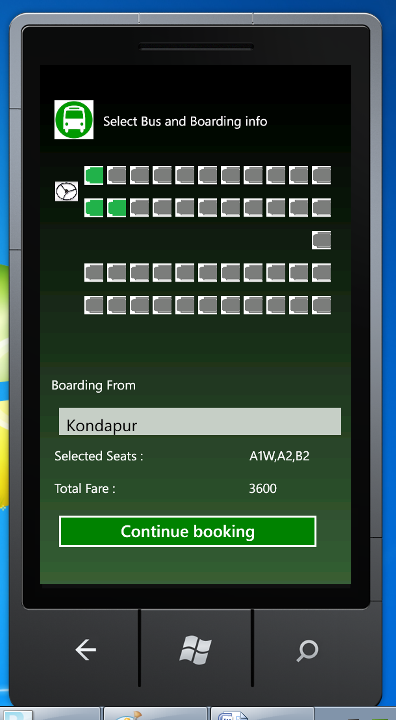 Select Bus and Boarding info
Boarding From
Kondapur
Selected Seats : A1W,A2,B2
Total Fare : 3600
Continue booking